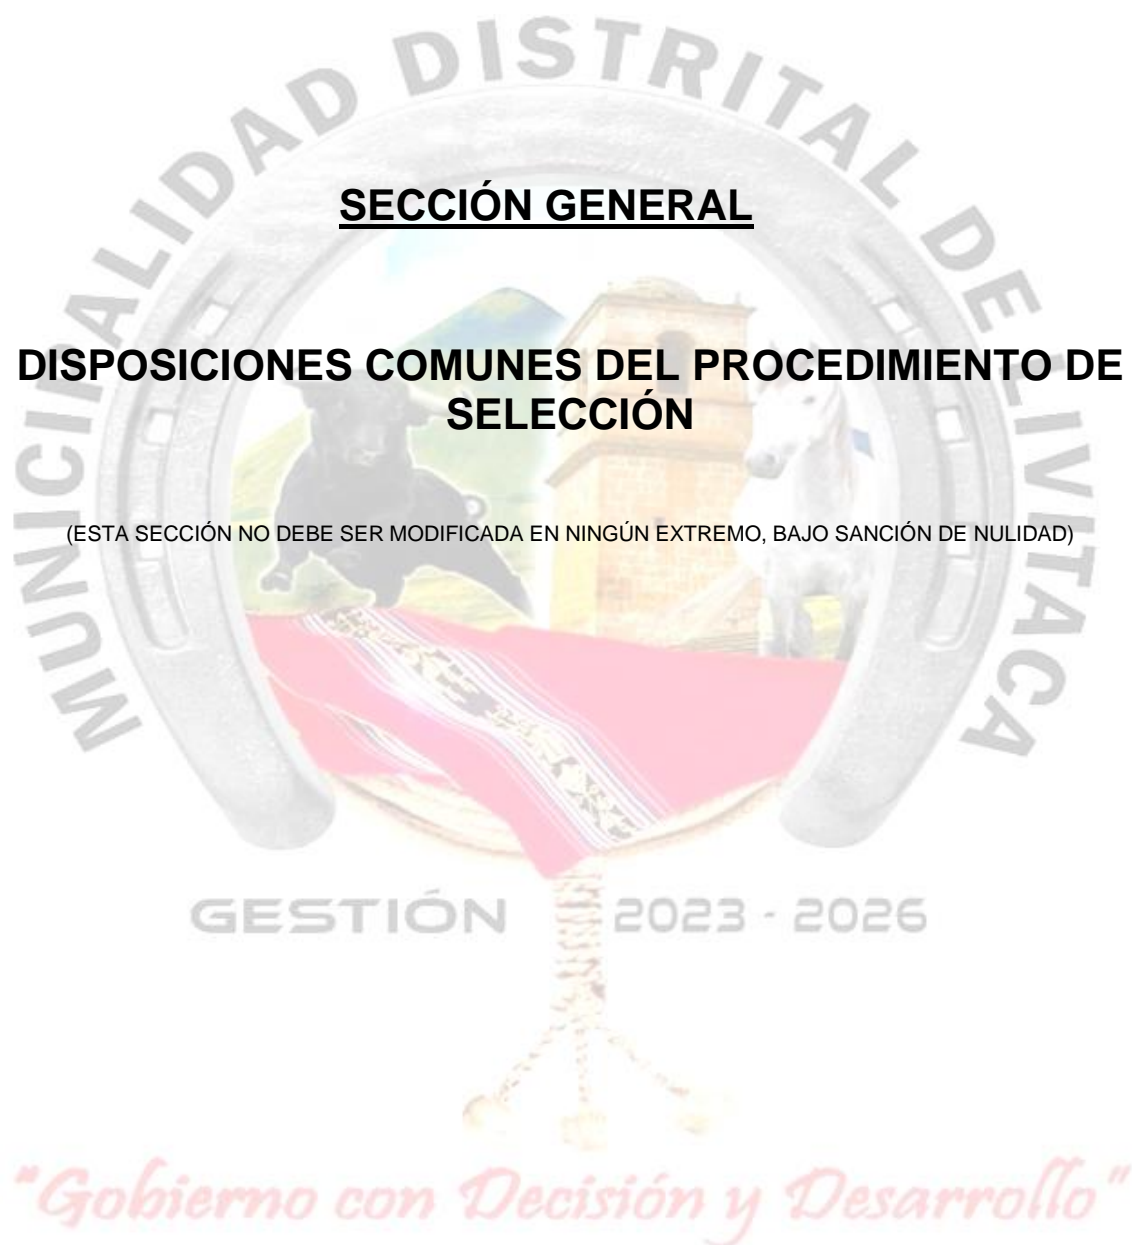 MUNICIPALIDAD DISTRITAL DE LIVITACA
SECCIÓN GENERAL
DISPOSICIONES COMUNES DEL PROCEDIMIENTO DE
SELECCIÓN
(ESTA SECCIÓN NO DEBE SER MODIFICADA EN NINGÚN EXTREMO, BAJO SANCIÓN DE NULIDAD)
GESTIÓN 2023 - 2026
"Gobierno con Decisión y Desarrollo"